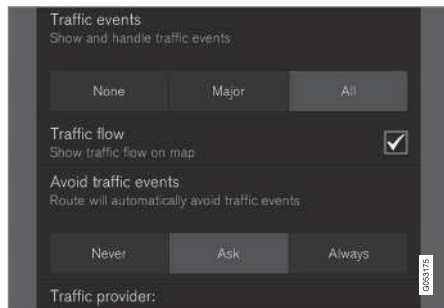 Traffic events
Show and handle traffic events
None Major All
Traffic flow
Show traffic flow on map
Avoid traffic events
Route will automatically avoid traffic events
Never Ask Always
Traffic provider:
G053175